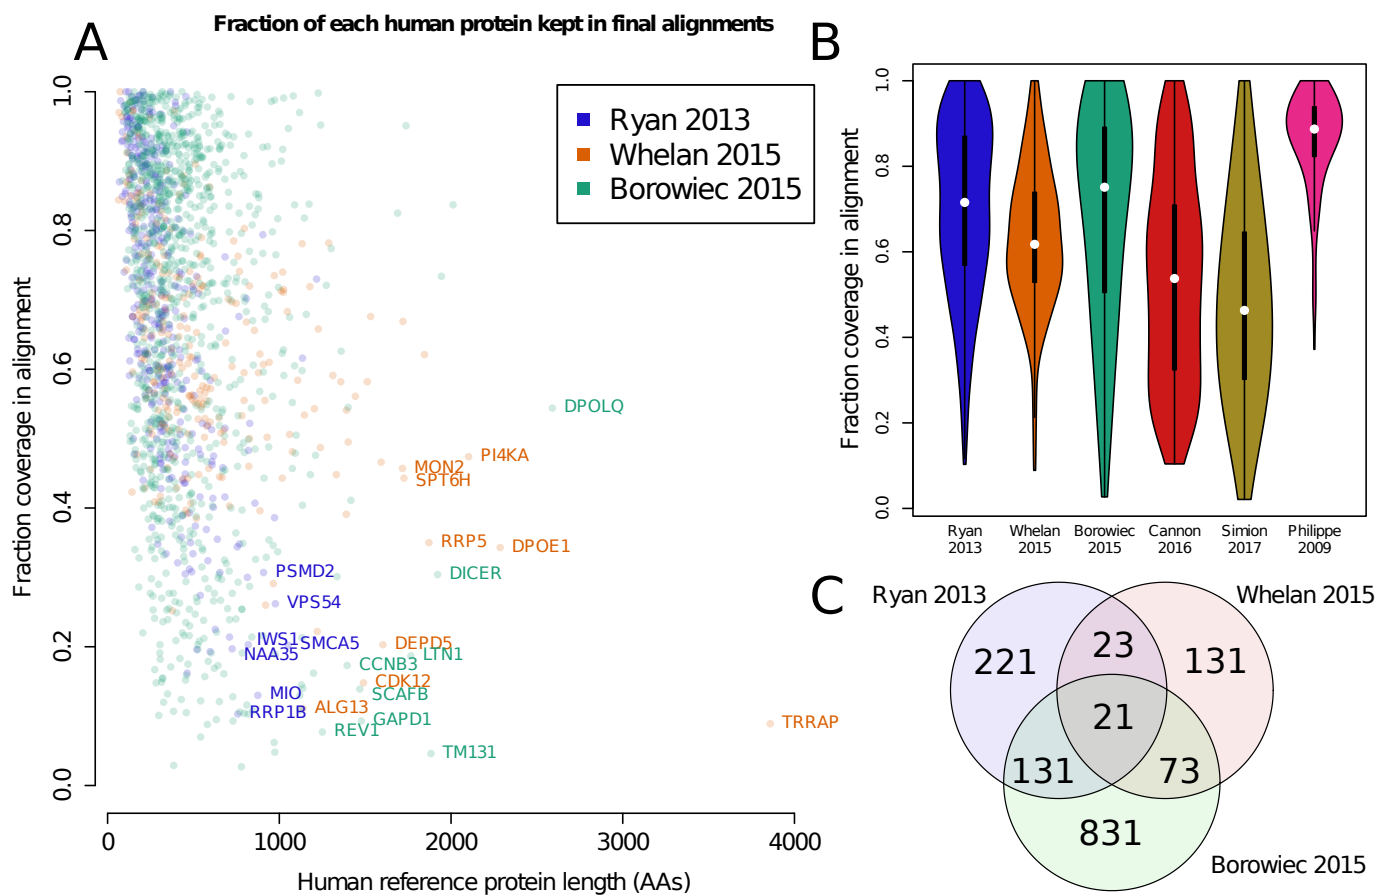 A
Fraction of each human protein kept in final alignments
Ryan 2013
Whelan 2015
Borowiec 2015
Fraction coverage in alignment
1.0
0.8
0.6
0.4
0.2
0.0
DPOLQ
PI4KA
MON2
SPT6H
RRP5
DPOE1
DICER
PSMD2
VPS54
IWS1
SMCA5
NAA35
DEPD5
LTN1
CCNB3
CDK12
SCAFB
MIO
RRP1B
ALG13
GAPD1
REV1
TRRAP
TM131
0
1000
2000
3000
4000
Human reference protein length (AAs)
B
Fraction coverage in alignment
1.0
0.8
0.6
0.4
0.2
0.0
Ryan
2013
Whelan
2015
Borowiec
2015
Cannon
2016
Simion
2017
Philippe
2009
C
Ryan 2013
Whelan 2015
23
221
131
21
131
73
831
Borowiec 2015